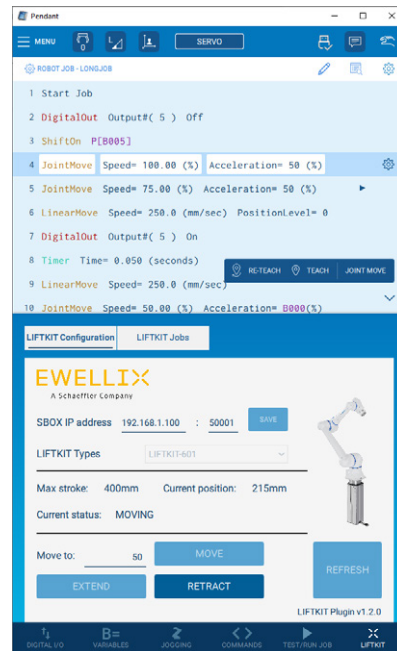 Pendant
MENU
0
SERVO
ROBOT JOB - LONGJOB
1 Start Job
2 DigitalOut Output#( 5 ) Off
3 ShiftOn P[B005]
4 JointMove Speed= 100.00 (%) Acceleration= 50 (%)
5 JointMove Speed= 75.00 (%) Acceleration= 50 (%)
6 LinearMove Speed= 250.0 (mm/sec) PositionLevel= 0
7 DigitalOut Output#( 5 ) On
8 Timer Time= 0.050 (seconds)
RE-TEACH TEACH JOINT MOVE
9 LinearMove Speed= 250.0 (mm/sec)
10 JointMove Speed= 50.00 (%) Acceleration= B000(%)
LIFTKIT Configuration LIFTKIT Jobs
EWELLIX
A Schaeffler Company
SBOX IP address 192.168.1.100 : 50001 SAVE
LIFTKIT Types LIFTKIT-601
Max stroke: 400mm Current position: 215mm
Current status: MOVING
Move to: 50 MOVE
EXTEND RETRACT REFRESH
LIFTKIT Plugin v1.2.0
DIGITAL I/O B= VARIABLES JOGGING COMMANDS TEST/RUN JOB LIFTKIT